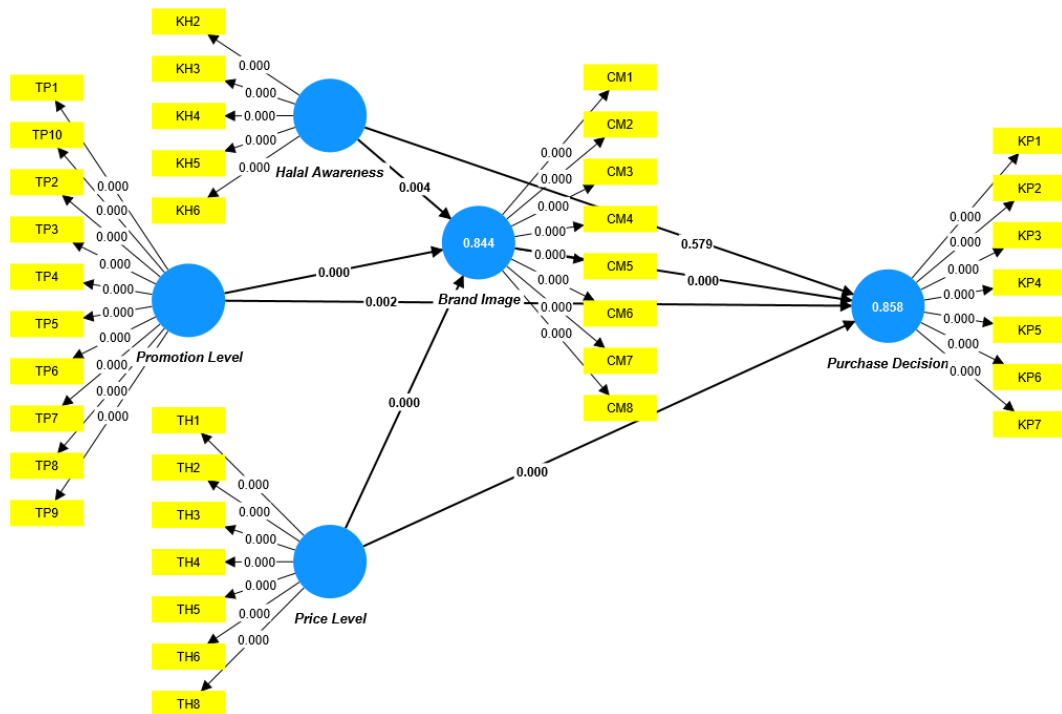 KH2
KH3
KH4
KH5
KH6
0.000
0.000
0.000
0.000
0.000
Halal Awareness
TP1
TP10
TP2
TP3
TP4
TP5
TP6
TP7
TP8
TP9
0.000
0.000
0.000
0.000
0.000
0.000
0.000
0.000
0.000
0.000
Promotion Level
TH1
TH2
TH3
TH4
TH5
TH6
TH8
0.000
0.000
0.000
0.000
0.000
0.000
0.000
Price Level
0.004
0.000
0.002
0.000
0.579
0.000
0.000
0.844
Brand Image
CM1
CM2
CM3
CM4
CM5
CM6
CM7
CM8
0.000
0.000
0.000
0.000
0.000
0.000
0.000
0.000
0.858
Purchase Decision
KP1
KP2
KP3
KP4
KP5
KP6
KP7
0.000
0.000
0.000
0.000
0.000
0.000
0.000